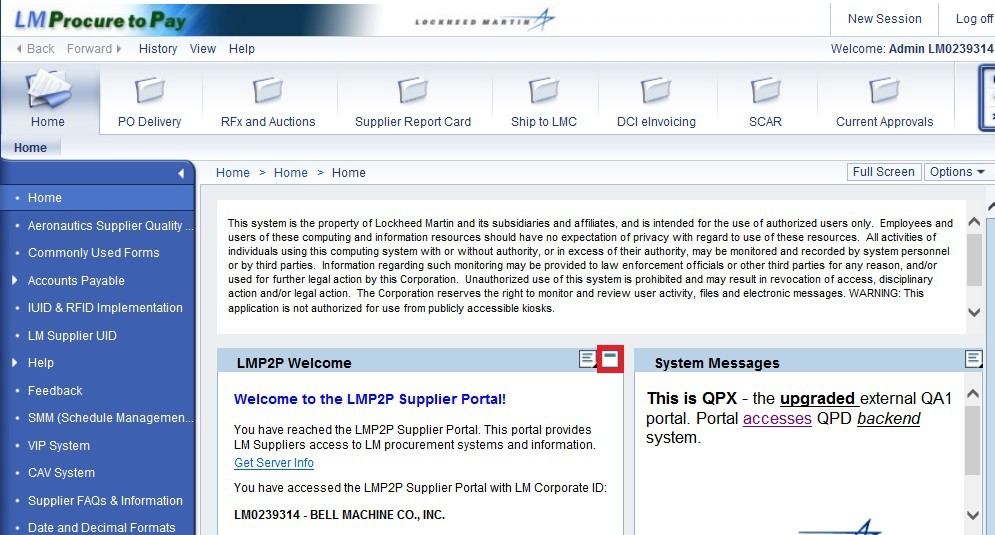 LM Procure to Pay
LOCKHEED MARTIN
New Session
Log off
Back Forward History View Help
Welcome: Admin LM0239314
Home
PO Delivery
RFx and Auctions
Supplier Report Card
Ship to LMC
DCI eInvoicing
SCAR
Current Approvals
Home
Home > Home > Home
Full Screen
Options
Home
Aeronautics Supplier Quality ...
Commonly Used Forms
Accounts Payable
IUID & RFID Implementation
LM Supplier UID
Help
Feedback
SMM (Schedule Managemen...
VIP System
CAV System
Supplier FAQs & Information
Date and Decimal Formats
This system is the property of Lockheed Martin and its subsidiaries and affiliates, and is intended for the use of authorized users only. Employees and
users of these computing and information resources should have no expectation of privacy with regard to use of these resources. All activities of
individuals using this computing system with or without authority, or in excess of their authority, may be monitored and recorded by system personnel
or by third parties. Information regarding such monitoring may be provided to law enforcement officials or other third parties for any reason, and/or
used for further legal action by this Corporation. Unauthorized use of this system is prohibited and may result in revocation of access, disciplinary
action and/or legal action. The Corporation reserves the right to monitor and review user activity, files and electronic messages. WARNING: This
application is not authorized for use from publicly accessible kiosks.
LMP2P Welcome
Welcome to the LMP2P Supplier Portal!
You have reached the LMP2P Supplier Portal. This portal provides
LM Suppliers access to LM procurement systems and information.
Get Server Info
You have accessed the LMP2P Supplier Portal with LM Corporate ID:
LM0239314 - BELL MACHINE CO., INC.
System Messages
This is QPX - the upgraded external QA1
portal. Portal accesses QPD backend
system.